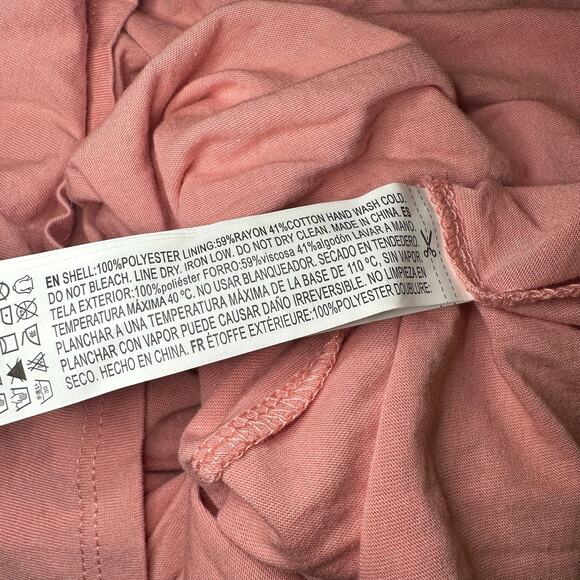 EN SHELL:100%POLYESTER LINING:59%RAYON 41%COTTON HAND WASH COLD.
DO NOT BLEACH. LINE DRY. IRON LOW. DO NOT DRY CLEAN. MADE IN CHINA. ES
TELA EXTERIOR:100%poliéster FORRO:59%viscosa 41%algodón LAVAR A MANO.
TEMPERATURA MÁXIMA 40 °C. NO USAR BLANQUEADOR. SECADO EN TENDEDERO.
PLANCHAR A UNA TEMPERATURA MÁXIMA DE LA BASE DE 110 °C, SIN VAPOR
PLANCHAR CON VAPOR PUEDE CAUSAR DAÑO IRREVERSIBLE. NO LIMPIEZA EN
SECO. HECHO EN CHINA. FR ÉTOFFE EXTÉRIEURE:100% POLYESTER DOUBLURE: